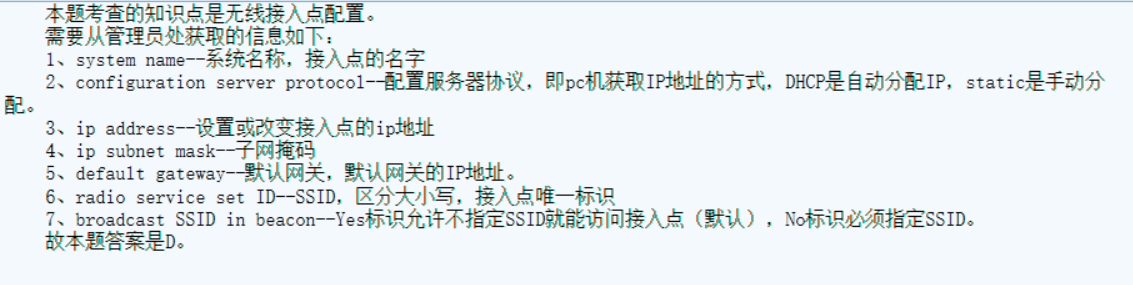 本题考查的知识点是无线接入点配置。
需要从管理员处获取的信息如下：
1、system name--系统名称，接入点的名字
2、configuration server protocol--配置服务器协议，即pc机获取IP地址的方式，DHCP是自动分配IP，static是手动分
配。
3、ip address--设置或改变接入点的ip地址
4、ip subnet mask--子网掩码
5、default gateway--默认网关，默认网关的IP地址。
6、radio service set ID--SSID，区分大小写，接入点唯一标识
7、broadcast SSID in beacon--Yes标识允许不指定SSID就能访问接入点（默认），No标识必须指定SSID。
故本题答案是D。